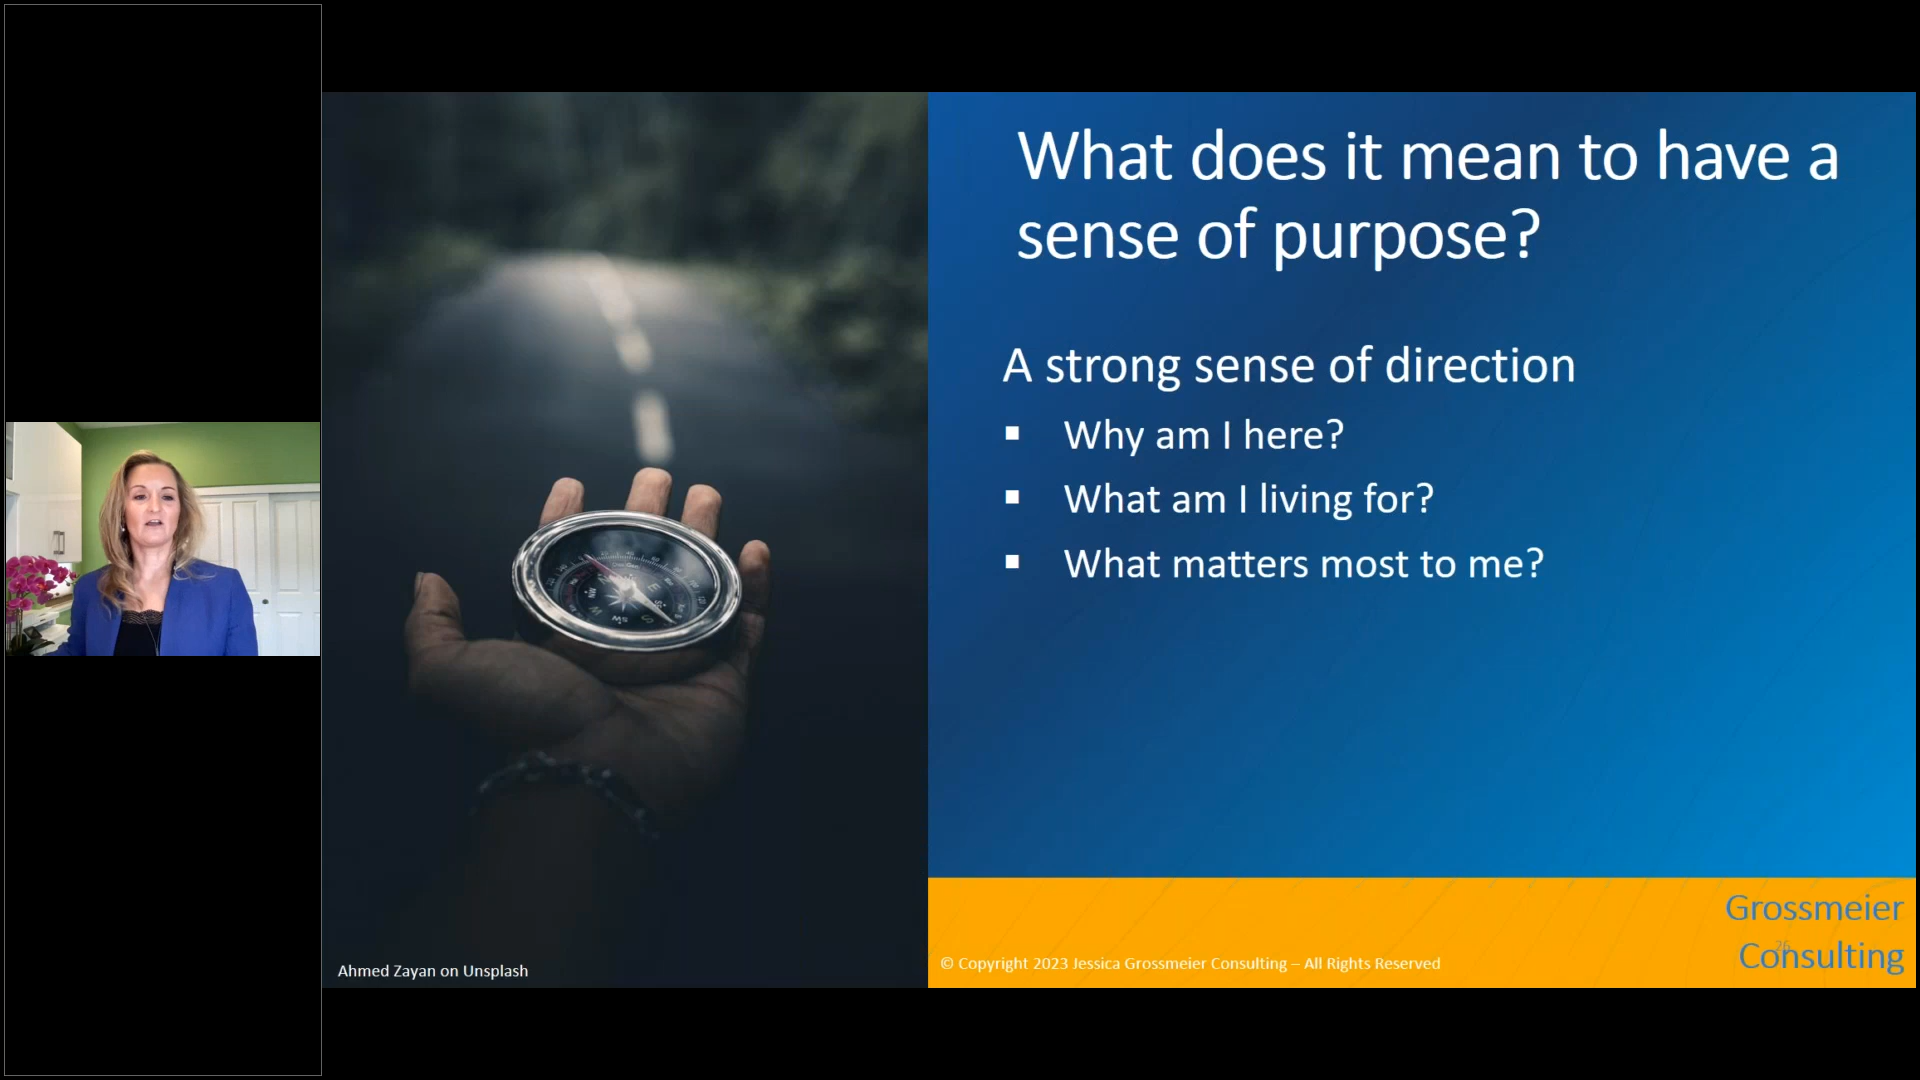 What does it mean to have a
sense of purpose?
A strong sense of direction
▪ Why am I here?
▪ What am I living for?
▪ What matters most to me?
Grossmeier
Consulting
26
© Copyright 2023 Jessica Grossmeier Consulting – All Rights Reserved
Ahmed Zayan on Unsplash
W
E
S
SW